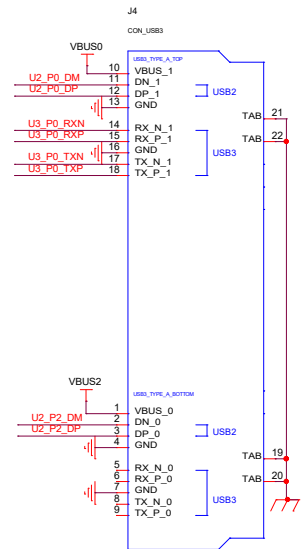 J4
CON_USB3
VBUS0
USB3_TYPE_A_TOP
10 VBUS_1
U2_P0_DM 11 DN_1
U2_P0_DP 12 DP_1 USB2
13 GND
TAB 21
U3_P0_RXN 14 RX_N_1
U3_P0_RXP 15 RX_P_1 TAB 22
16 GND USB3
U3_P0_TXN 17 TX_N_1
U3_P0_TXP 18 TX_P_1
VBUS2
USB3_TYPE_A_BOTTOM
1 VBUS_0
U2_P2_DM 2 DN_0
U2_P2_DP 3 DP_0 USB2
4 GND
TAB 19
5 RX_N_0
6 RX_P_0 TAB 20
7 GND USB3
8 TX_N_0
9 TX_P_0